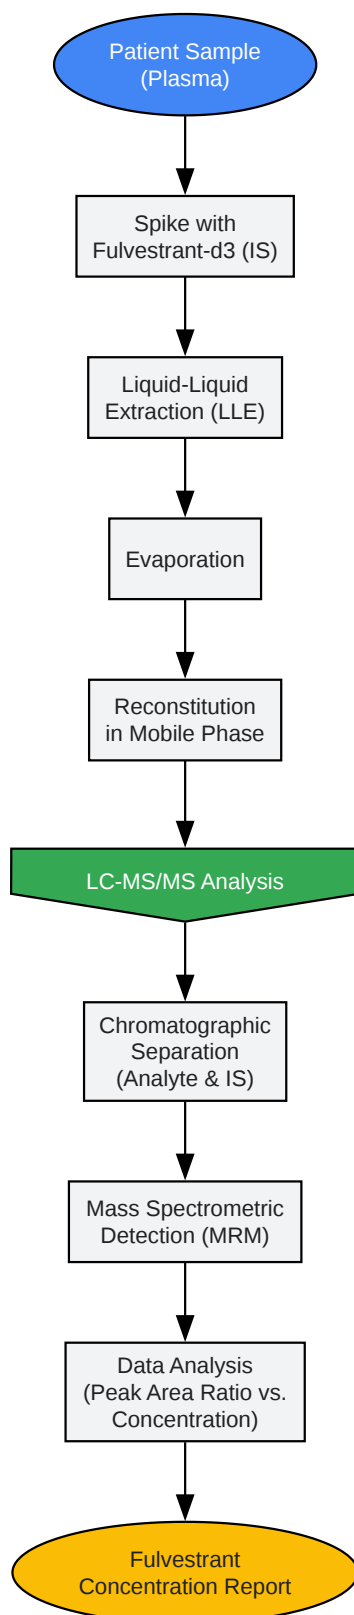 Patient Sample
(Plasma)
Spike with
Fulvestrant-d3 (IS)
Liquid-Liquid
Extraction (LLE)
Evaporation
Reconstitution
in Mobile Phase
LC-MS/MS Analysis
Chromatographic
Separation
(Analyte & IS)
Mass Spectrometric
Detection (MRM)
Data Analysis
(Peak Area Ratio vs.
Concentration)
Fulvestrant
Concentration Report